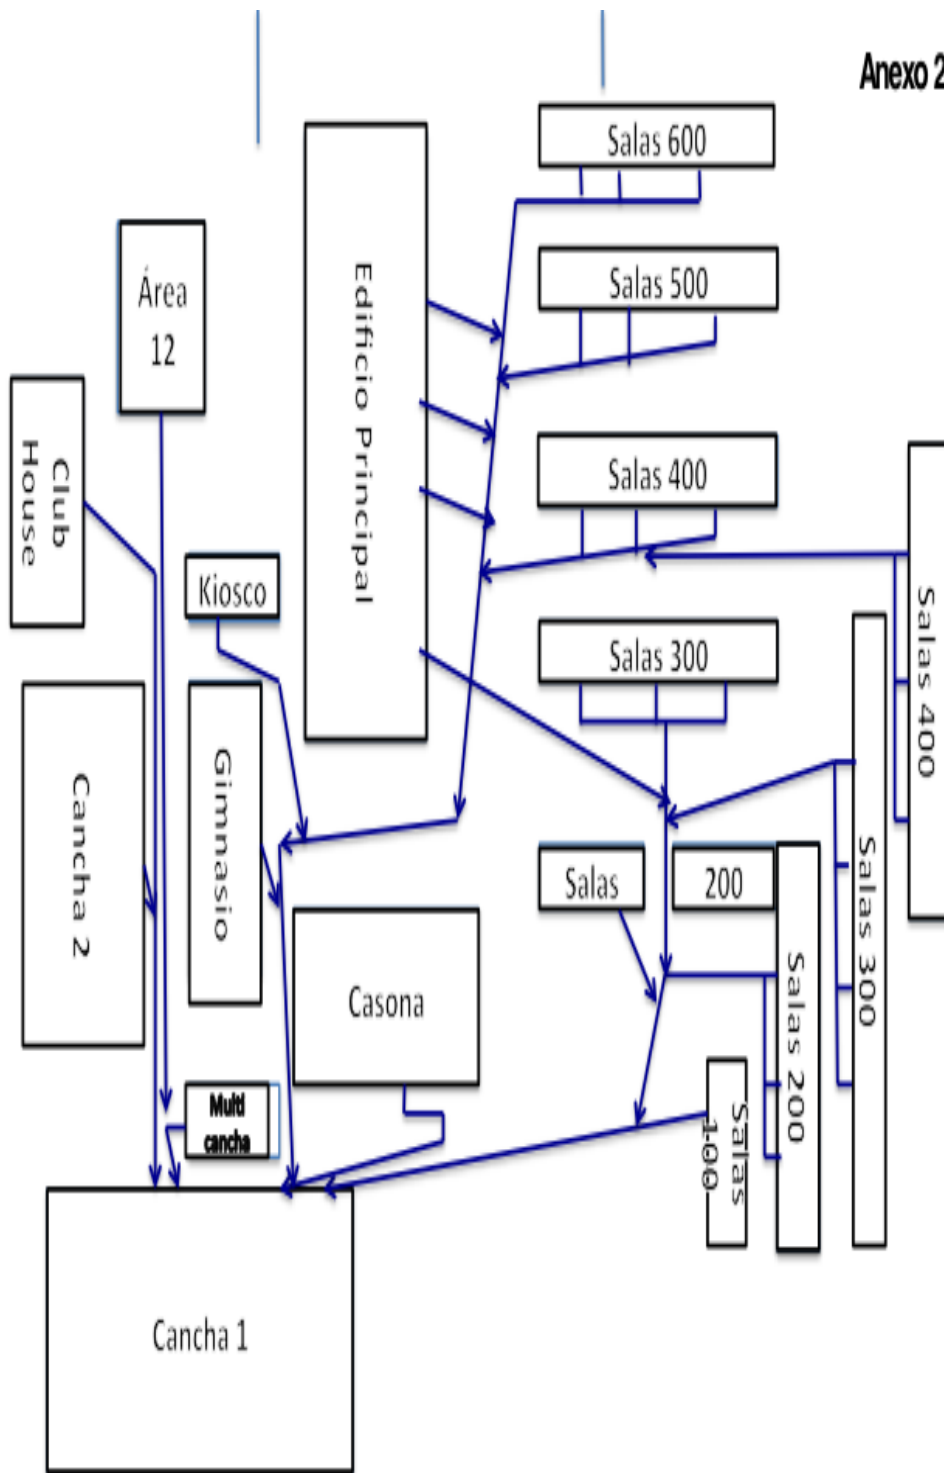 Anexo 2
Salas 600
Área
12
Edificio Principal
Salas 500
Club
House
Salas 400
Salas 400
Kiosco
Salas 300
Salas 300
Cancha 2
Gimnasio
Salas
200
Casona
Salas 200
Multi
cancha
Salas
100
Cancha 1